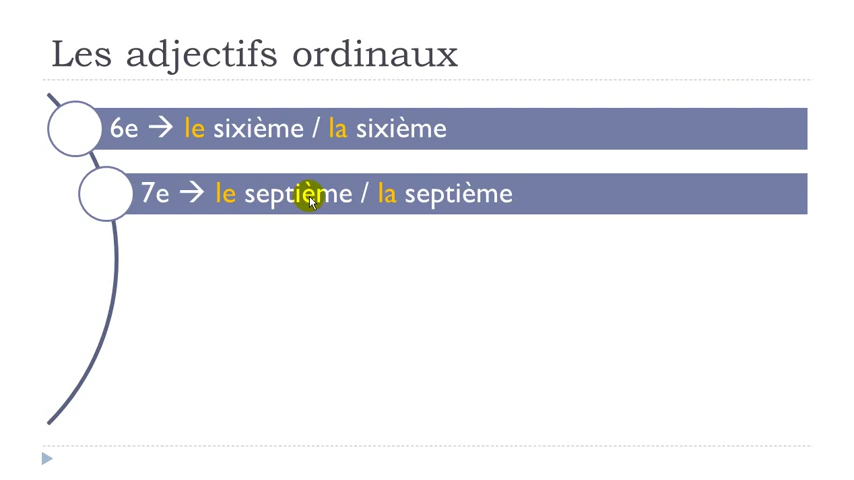 Les adjectifs ordinaux
6e → le sixième / la sixième
7e → le septième / la septième